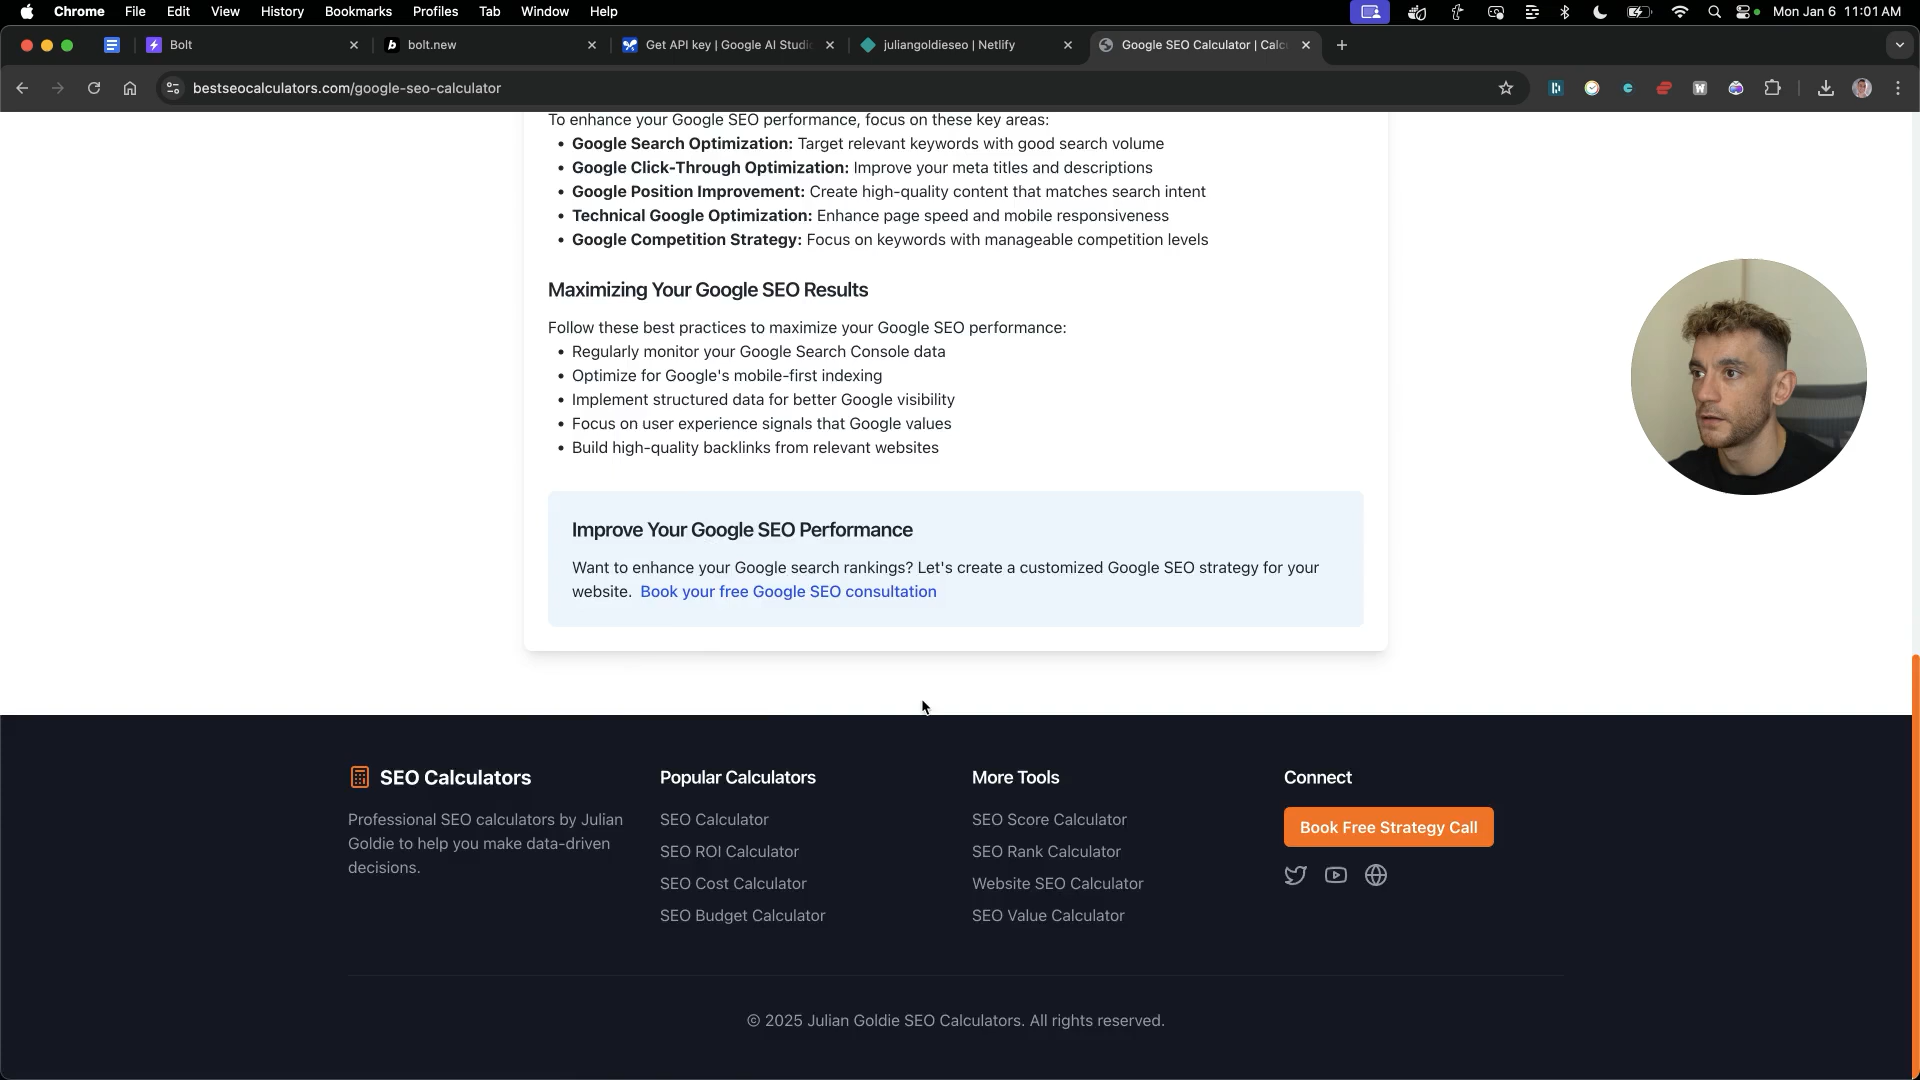 Chrome File Edit View History Bookmarks Profiles Tab Window Help Mon Jan 6 11:01 AM
Bolt bolt.new Get API key | Google AI Studi juliangoldieseo | Netlify Google SEO Calculator | Calc
bestseocalculators.com/google-seo-calculator
To enhance your Google SEO performance, focus on these key areas:
• Google Search Optimization: Target relevant keywords with good search volume
• Google Click-Through Optimization: Improve your meta titles and descriptions
• Google Position Improvement: Create high-quality content that matches search intent
• Technical Google Optimization: Enhance page speed and mobile responsiveness
• Google Competition Strategy: Focus on keywords with manageable competition levels
Maximizing Your Google SEO Results
Follow these best practices to maximize your Google SEO performance:
• Regularly monitor your Google Search Console data
• Optimize for Google's mobile-first indexing
• Implement structured data for better Google visibility
• Focus on user experience signals that Google values
• Build high-quality backlinks from relevant websites
Improve Your Google SEO Performance
Want to enhance your Google search rankings? Let's create a customized Google SEO strategy for your
website. Book your free Google SEO consultation
SEO Calculators
Professional SEO calculators by Julian
Goldie to help you make data-driven
decisions.
Popular Calculators
SEO Calculator
SEO ROI Calculator
SEO Cost Calculator
SEO Budget Calculator
More Tools
SEO Score Calculator
SEO Rank Calculator
Website SEO Calculator
SEO Value Calculator
Connect
Book Free Strategy Call
© 2025 Julian Goldie SEO Calculators. All rights reserved.